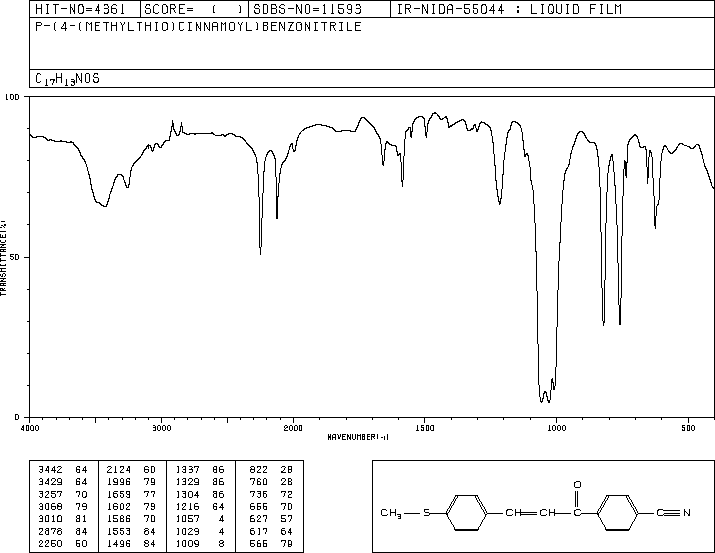 HIT-NO=4361 SCORE= ( ) SDBS-NO=11593 IR-NIDA-55044 : LIQUID FILM
P-(4-(METHYLTHIO)CINNAMOYL)BENZONITRILE
C17H13NOS
100
50
0
TRANSMITTANCE(%)
4000 3000 2000 1500 1000 500
WAVENUMBER(-1)
3442 64 2124 60 1337 86 822 28
3429 64 1996 79 1329 86 760 28
3257 70 1659 77 1304 86 736 72
3068 79 1602 79 1216 64 655 70
3010 81 1586 70 1057 4 627 57
2876 84 1553 84 1029 4 617 64
2250 50 1496 84 1009 8 566 79
O
CH3 S CH CH C C N